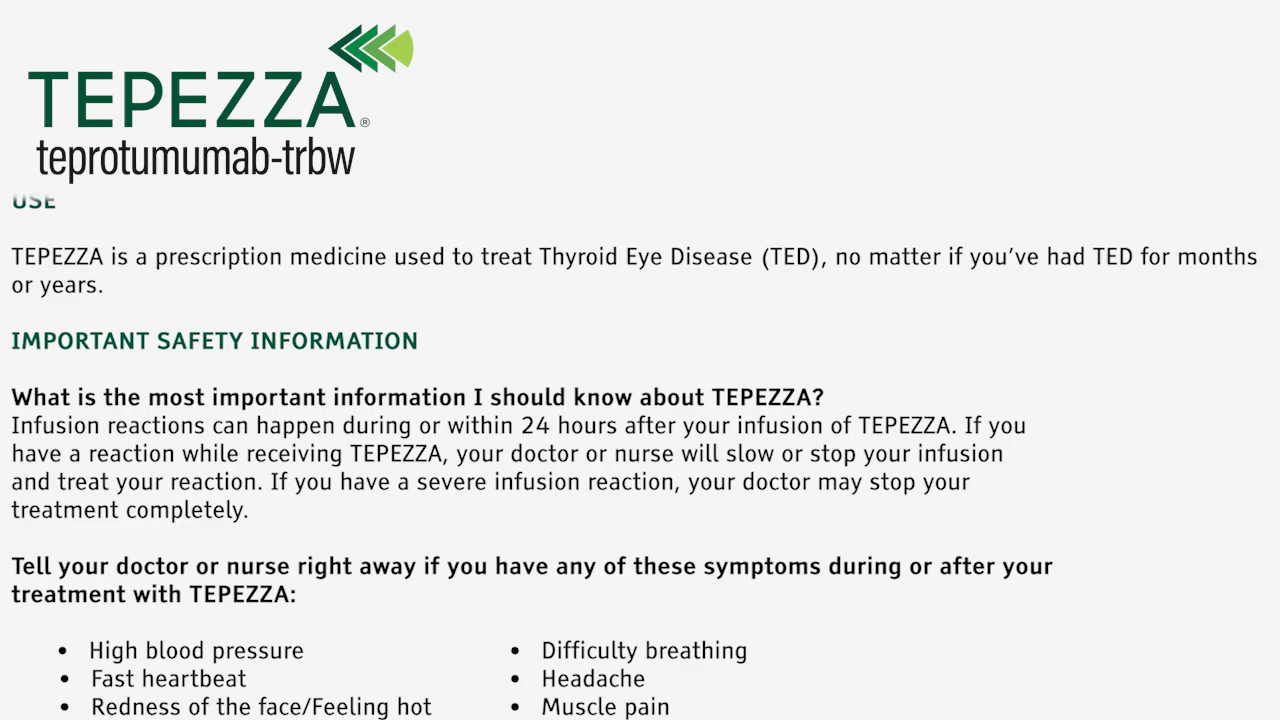 TEPEZZA®
teprotumumab-trbw
USE
TEPEZZA is a prescription medicine used to treat Thyroid Eye Disease (TED), no matter if you’ve had TED for months
or years.
IMPORTANT SAFETY INFORMATION
What is the most important information I should know about TEPEZZA?
Infusion reactions can happen during or within 24 hours after your infusion of TEPEZZA. If you
have a reaction while receiving TEPEZZA, your doctor or nurse will slow or stop your infusion
and treat your reaction. If you have a severe infusion reaction, your doctor may stop your
treatment completely.
Tell your doctor or nurse right away if you have any of these symptoms during or after your
treatment with TEPEZZA:
• High blood pressure
• Fast heartbeat
• Redness of the face/Feeling hot
• Difficulty breathing
• Headache
• Muscle pain